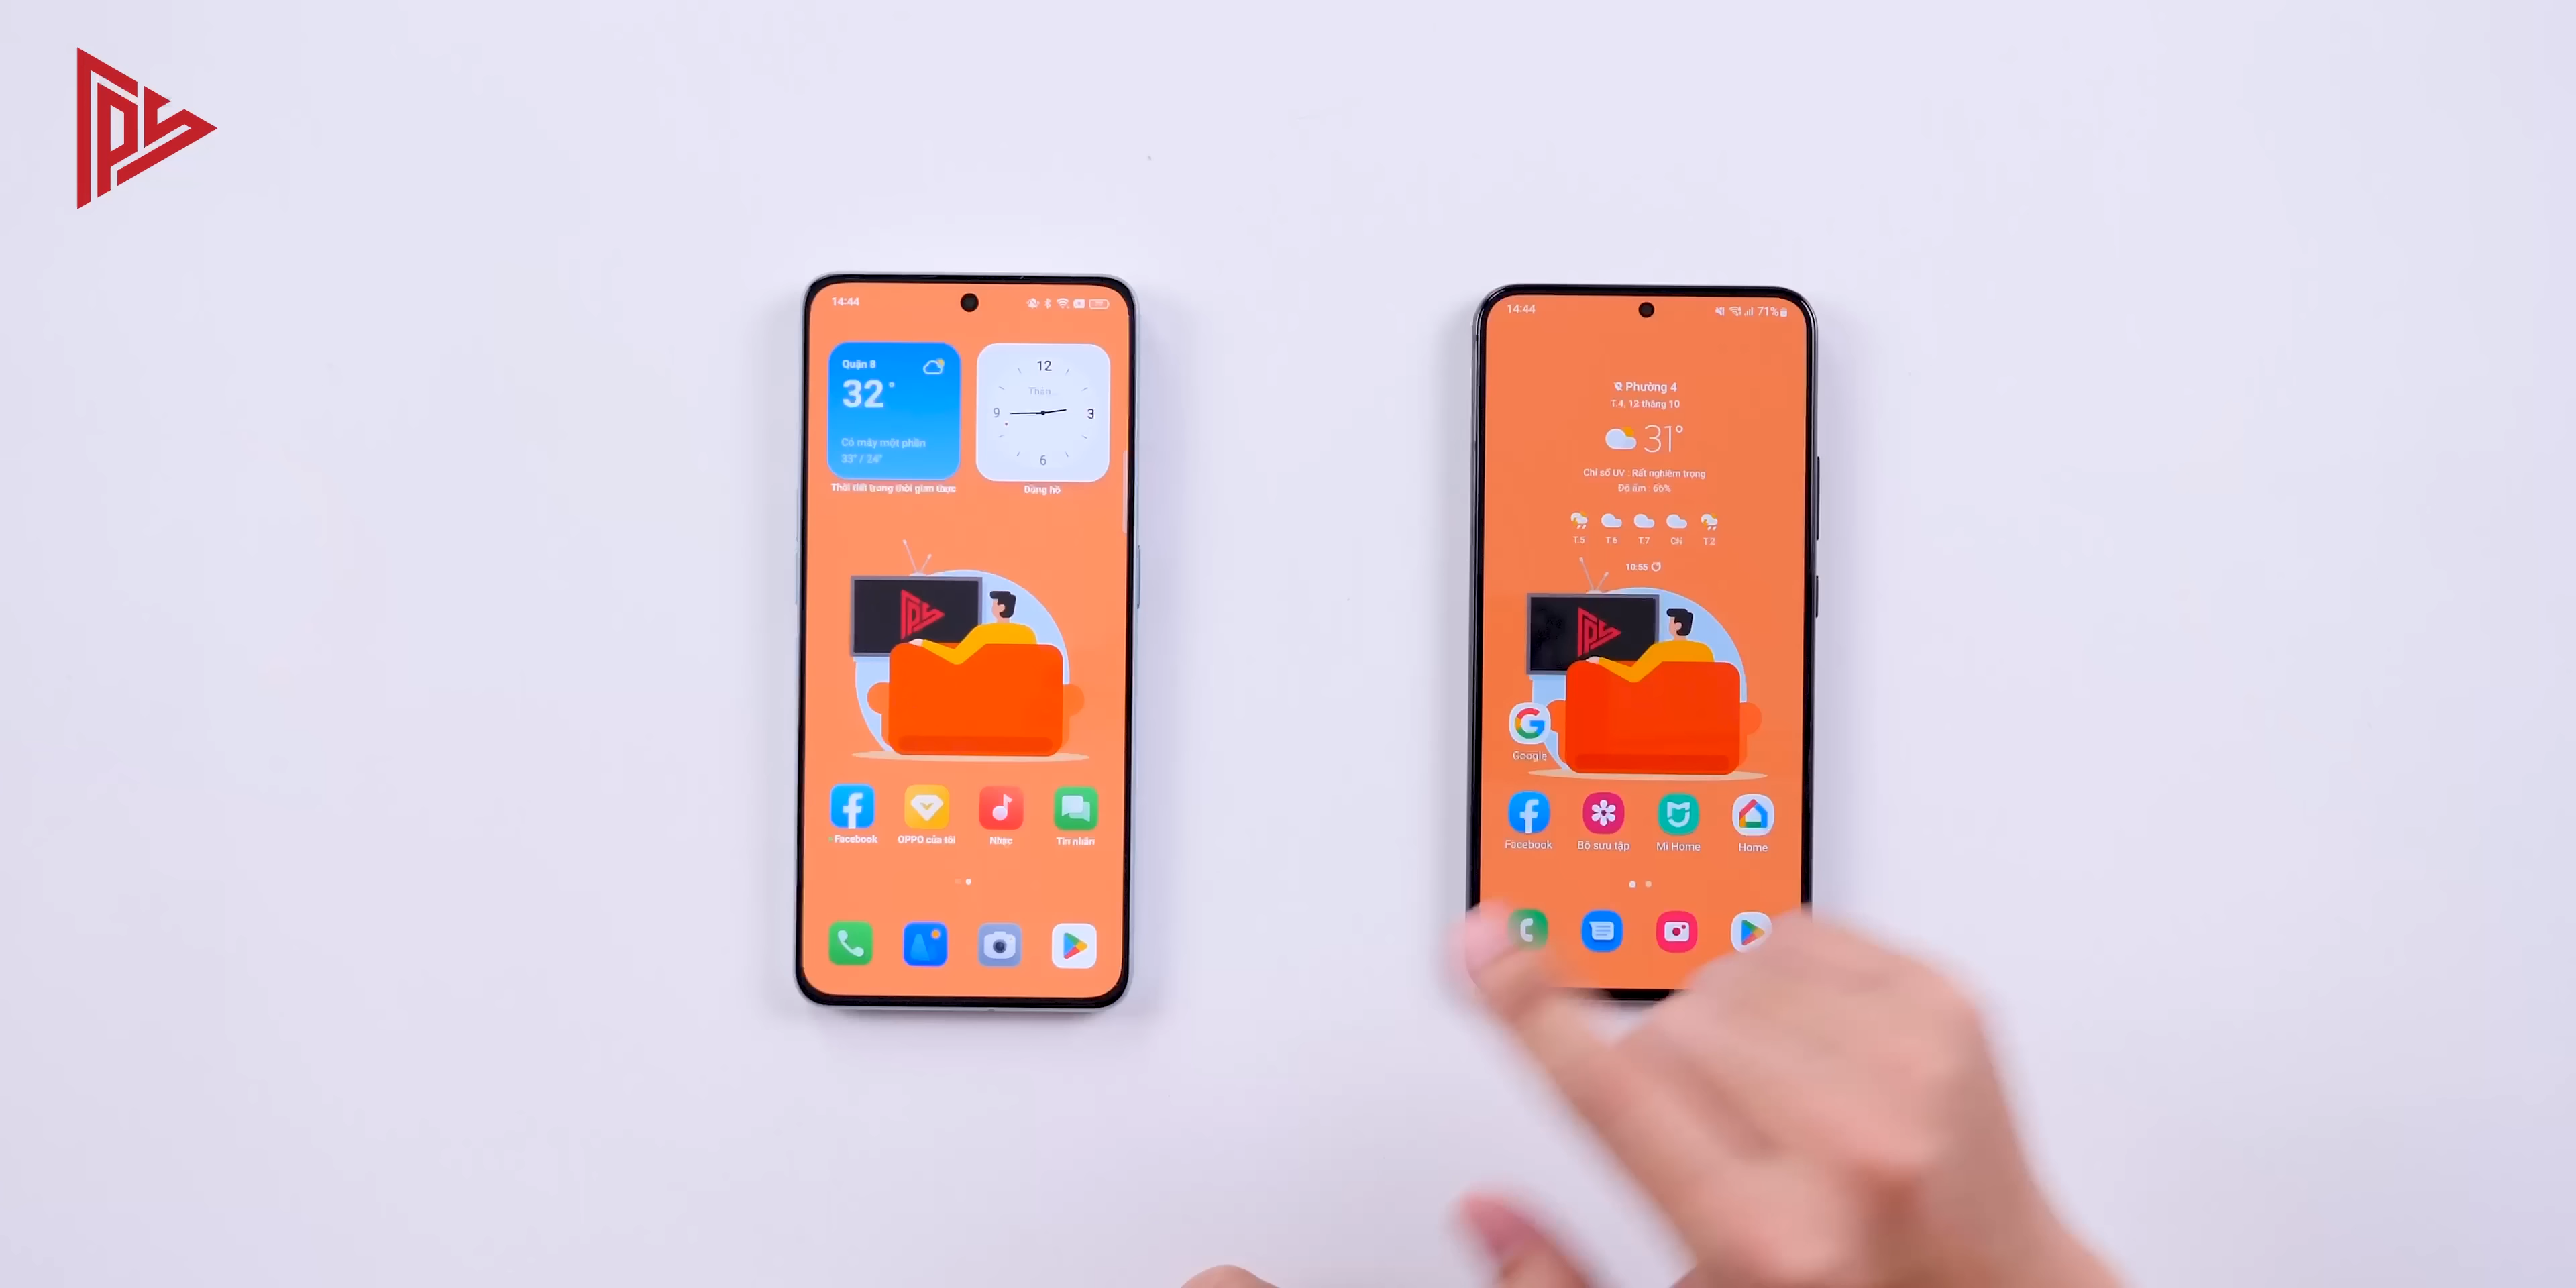 14:44
Quận 8
32°
Có mây một phần
33° / 24°
Thời tiết trong thời gian thực
12
9
3
6
Đồng hồ
Facebook
OPPO của tôi
Nhạc
Tin nhắn
14:44
71%
Phường 4
T.4, 12 tháng 10
31°
Chỉ số UV : Rất nghiêm trọng
Độ ẩm : 66%
T.5
T.6
T.7
CN
T.2
10:55
Google
Facebook
Bộ sưu tập
Mi Home
Home